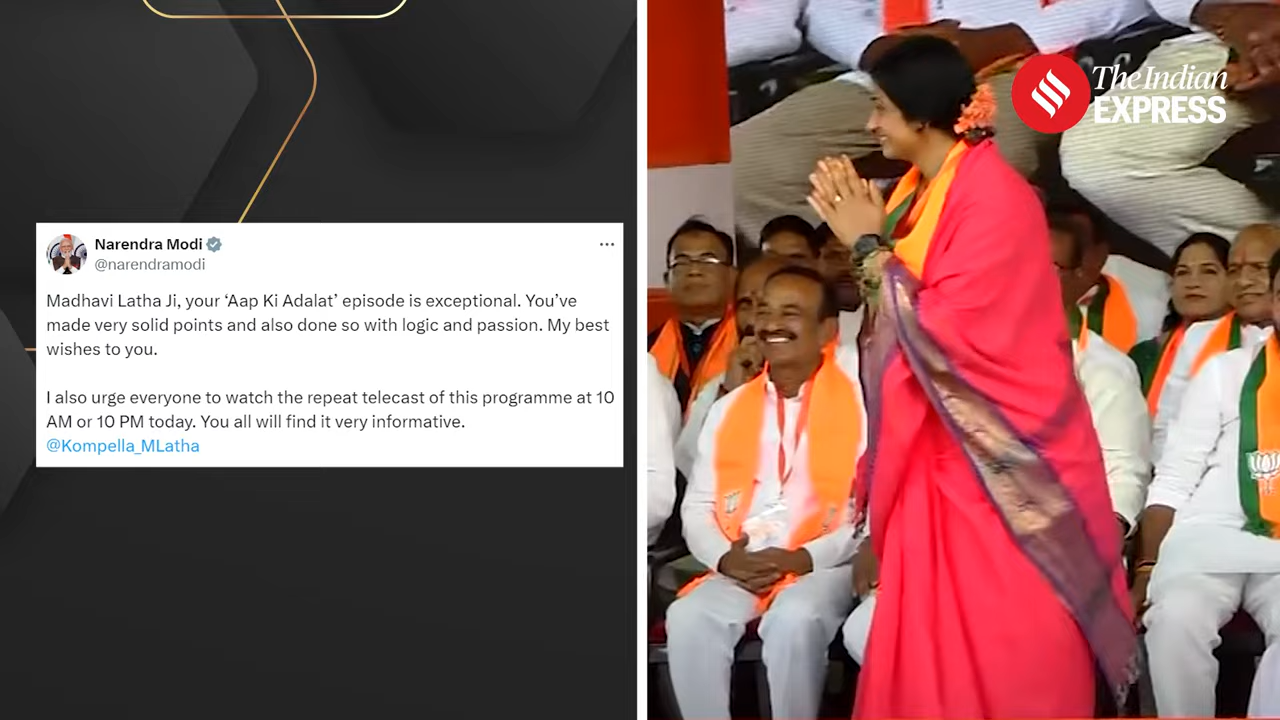 Narendra Modi
@narendramodi
Madhavi Latha Ji, your ‘Aap Ki Adalat’ episode is exceptional. You’ve
made very solid points and also done so with logic and passion. My best
wishes to you.
I also urge everyone to watch the repeat telecast of this programme at 10
AM or 10 PM today. You all will find it very informative.
@Kompella_MLatha
The Indian
EXPRESS